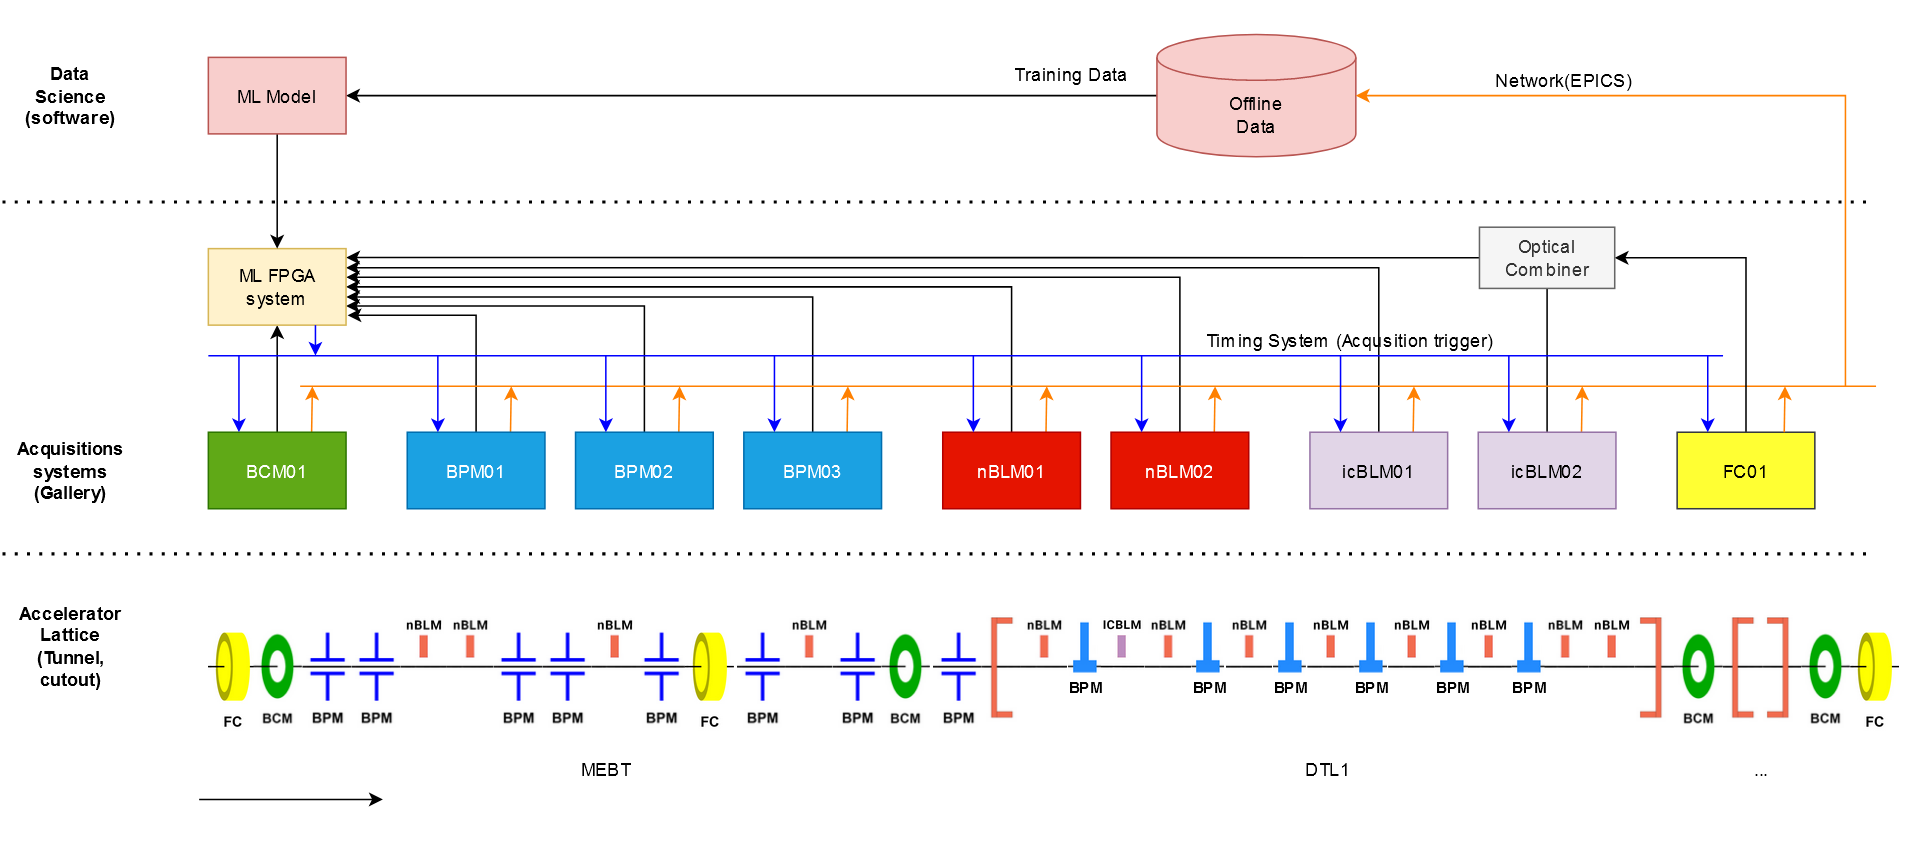 Data
Science
(software)
ML Model
Training Data
Offline
Data
Network(EPICS)
ML FPGA
system
Optical
Combiner
Timing System (Acqusition trigger)
Acquisitions
systems
(Gallery)
BCM01
BPM01
BPM02
BPM03
nBLM01
nBLM02
icBLM01
icBLM02
FC01
Accelerator
Lattice
(Tunnel,
cutout)
nBLM
nBLM
nBLM
nBLM
nBLM
ICBLM
nBLM
nBLM
nBLM
nBLM
nBLM
nBLM
nBLM
BPM
BPM
BPM
BPM
BPM
BPM
FC
BCM
BPM
BPM
BPM
BPM
BPM
FC
BPM
BPM
BCM
BPM
BCM
BCM
FC
MEBT
DTL1
...